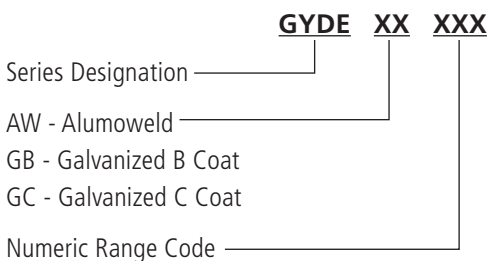 GYDE XX XXX
Series Designation
AW - Alumoweld
GB - Galvanized B Coat
GC - Galvanized C Coat
Numeric Range Code